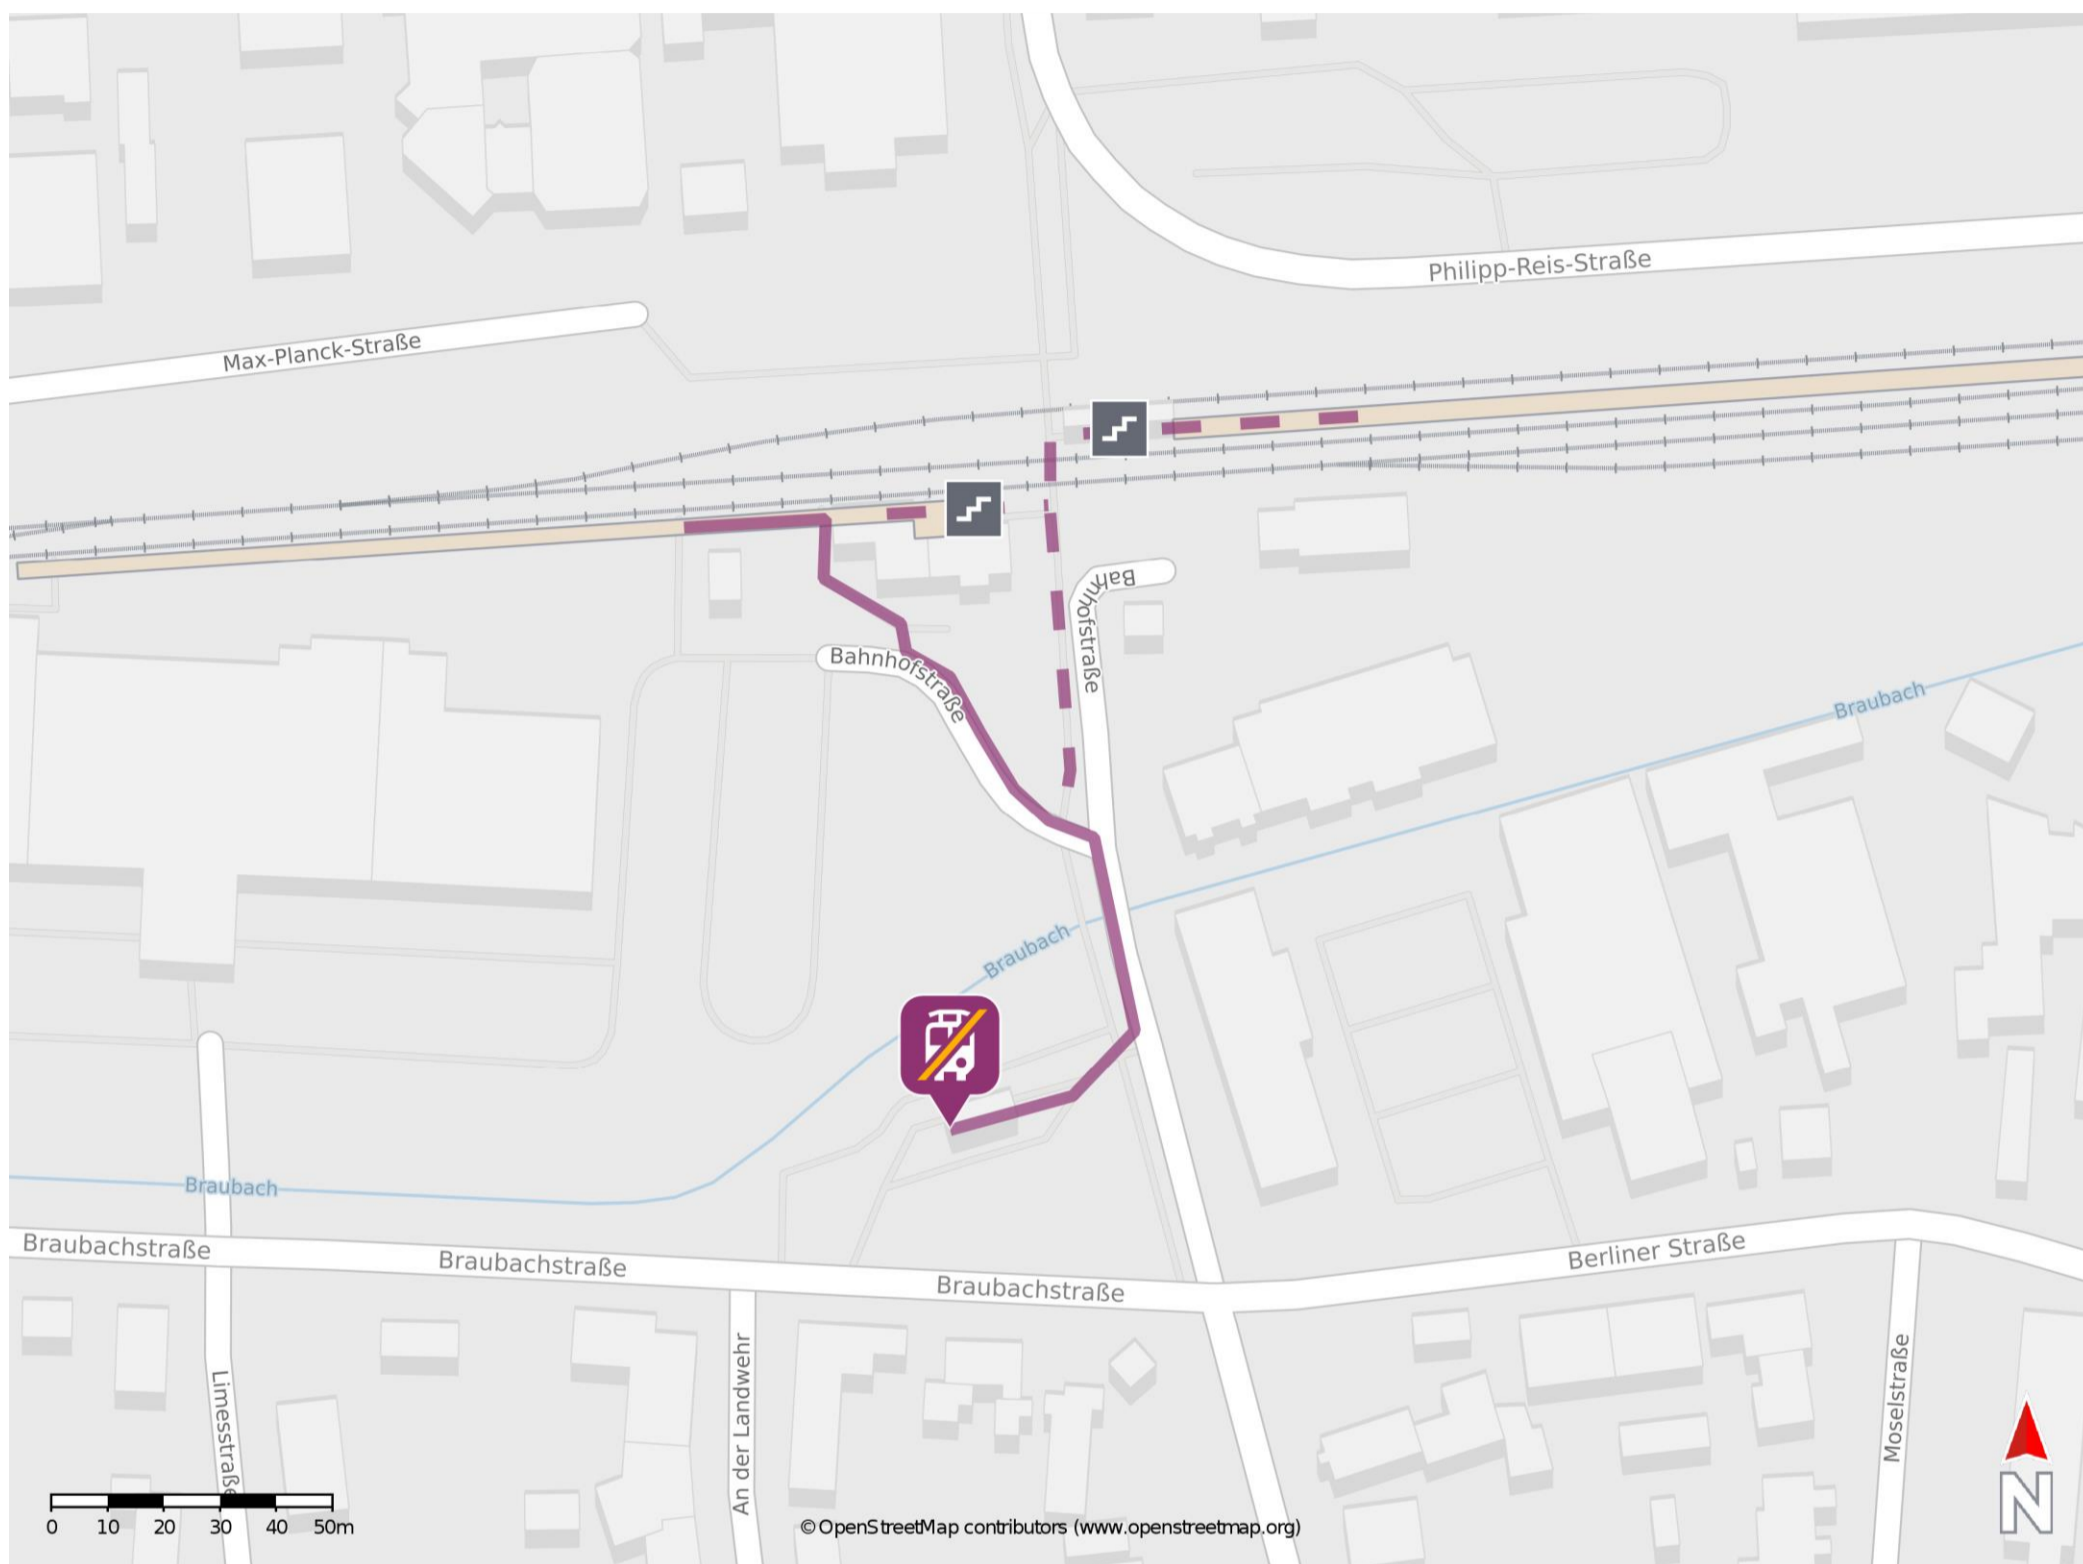 Philipp-Reis-Straße
Max-Planck-Straße
Bahnhofstraße
Bahnhofstraße
Braubach
Braubach
Braubach
Braubachstraße
Braubachstraße
Braubachstraße
Berliner Straße
Limesstraße
An der Landwehr
Moselstraße
0 10 20 30 40 50m
© OpenStreetMap contributors (www.openstreetmap.org)
N